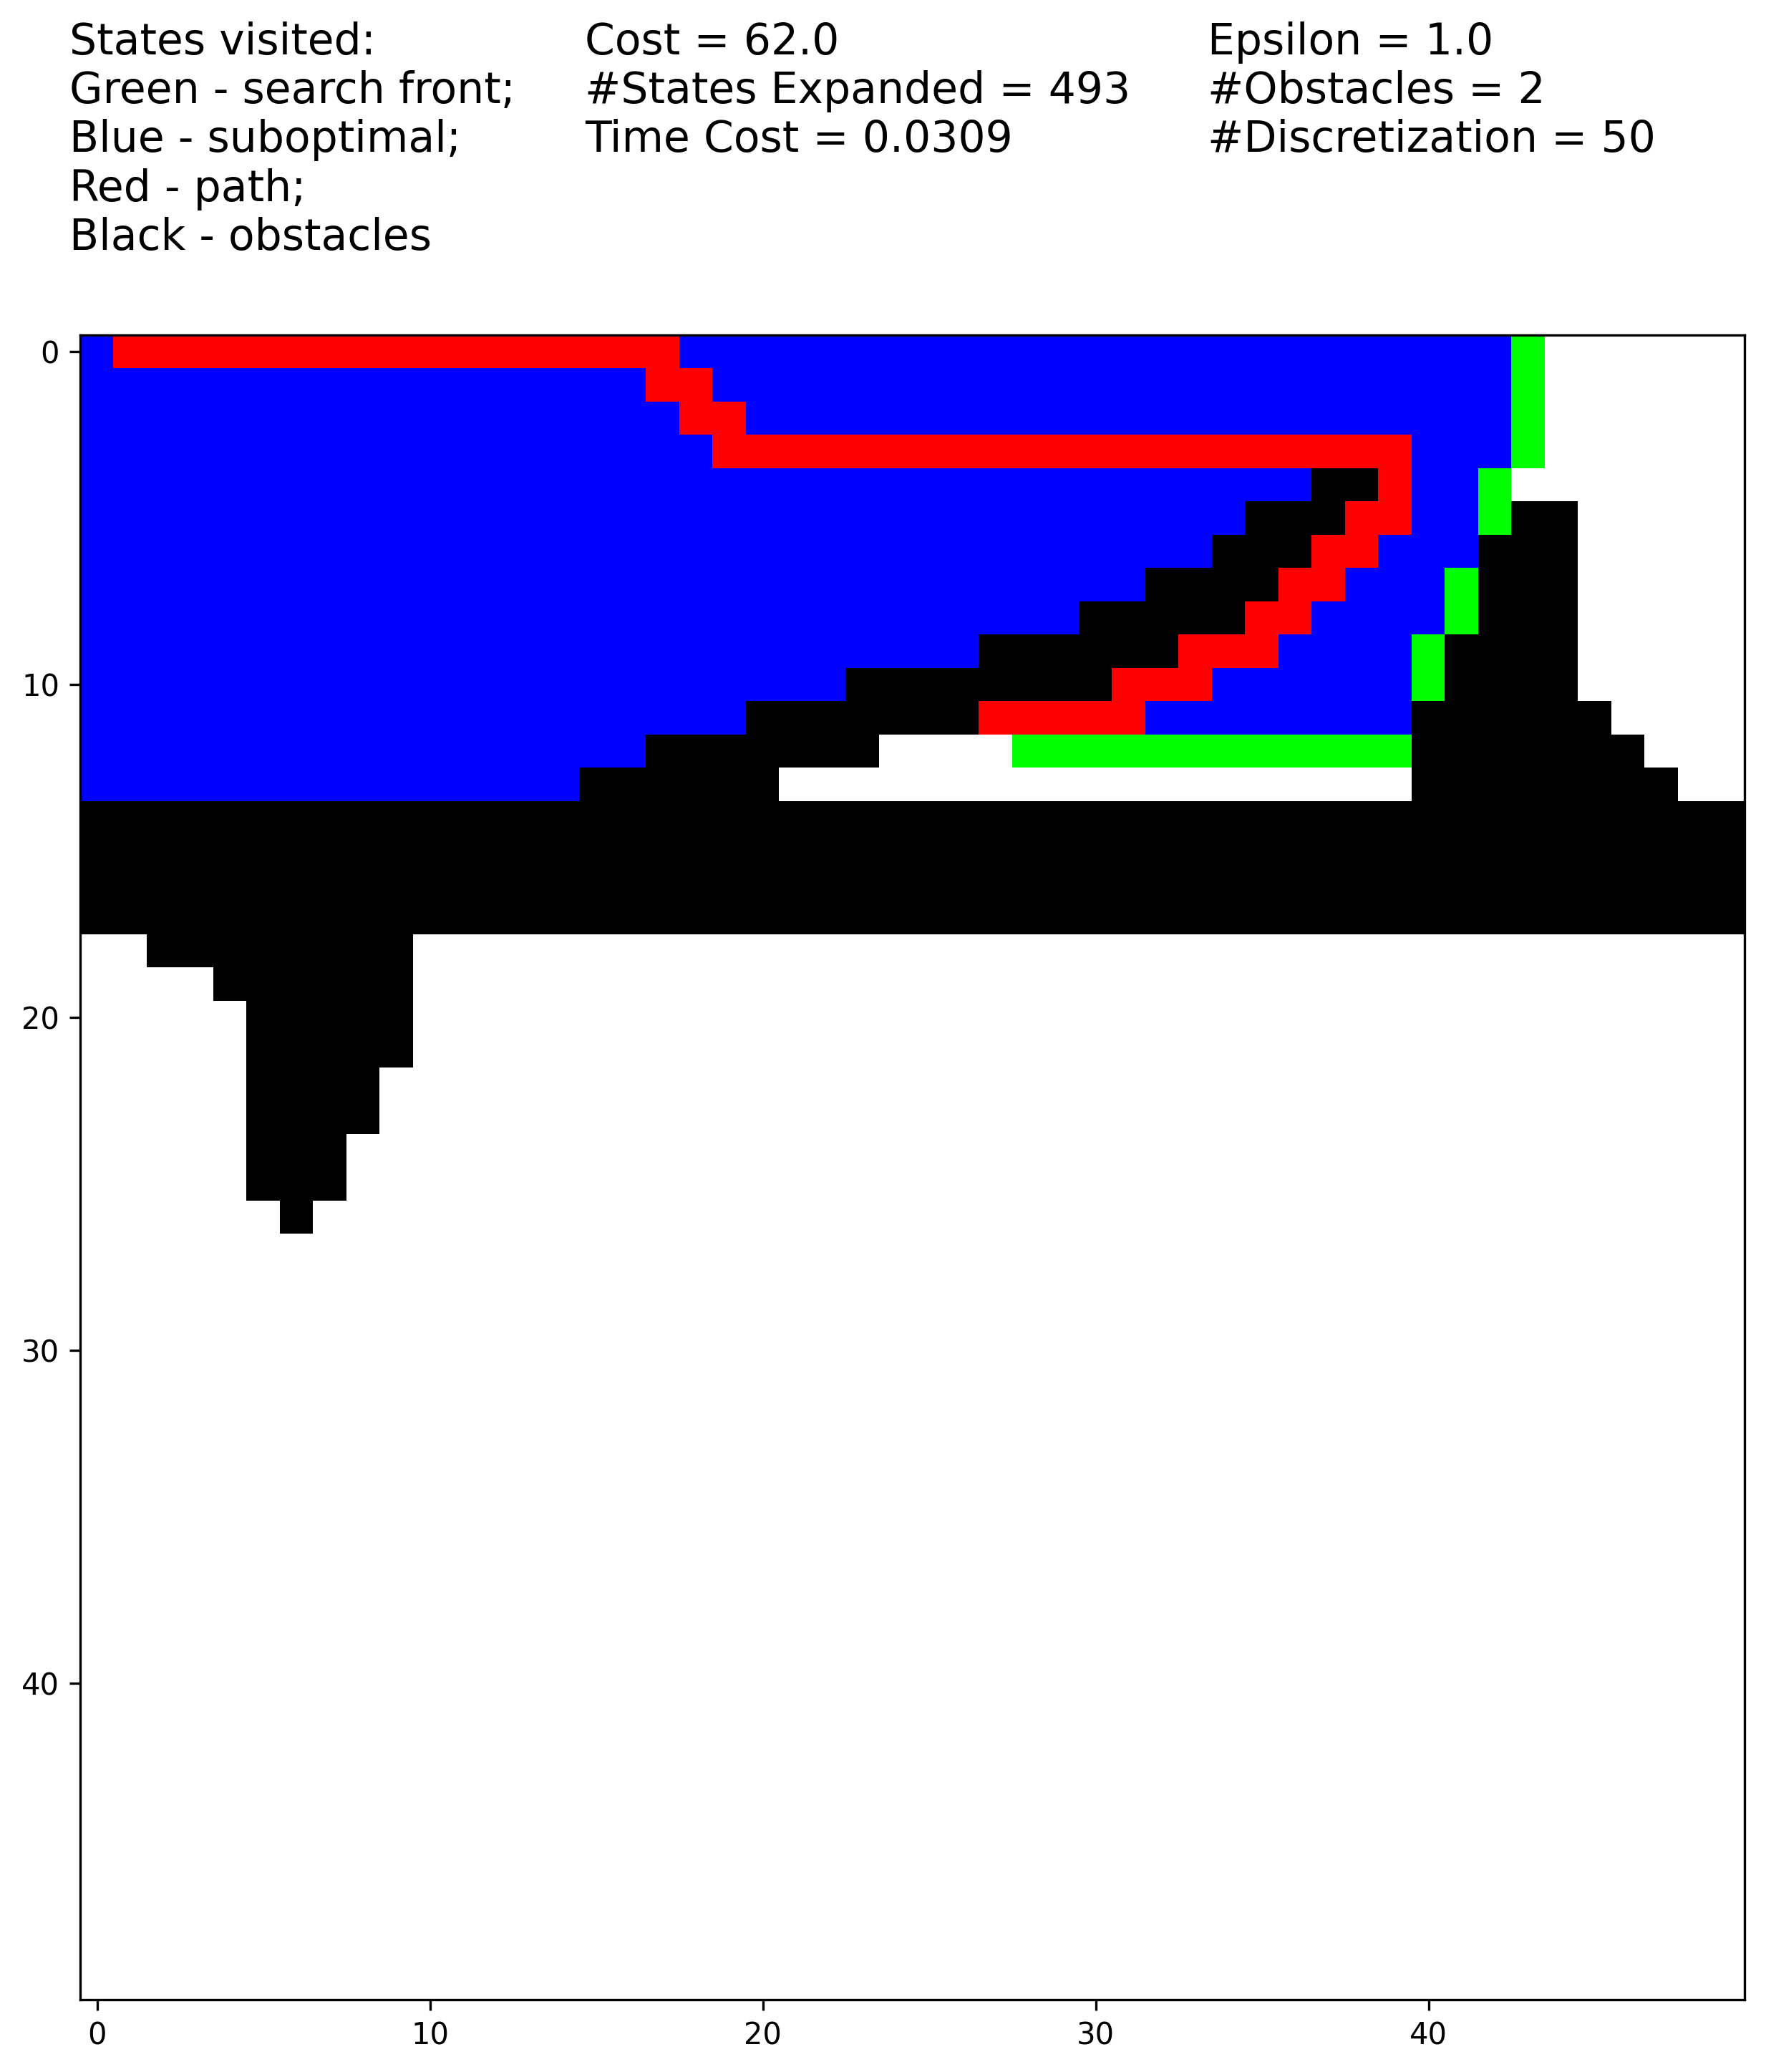 States visited:
Green - search front;
Blue - suboptimal;
Red - path;
Black - obstacles
Cost = 62.0
#States Expanded = 493
Time Cost = 0.0309
Epsilon = 1.0
#Obstacles = 2
#Discretization = 50
0
10
20
30
40
0
10
20
30
40